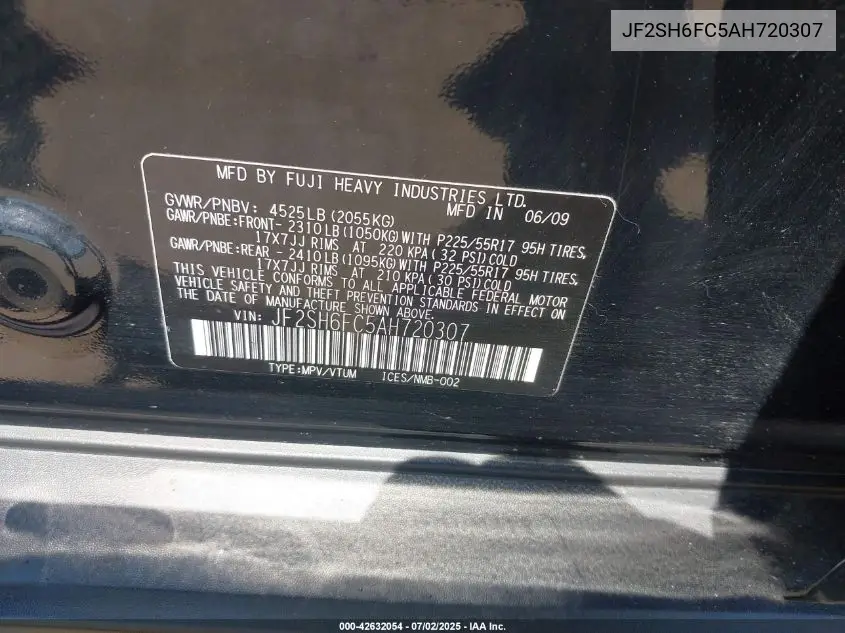 JF2SH6FC5AH720307
MFD BY FUJI HEAVY INDUSTRIES LTD.
GVWR/PNBV: 4525LB (2055KG) MFD IN 06/09
GAWR/PNBE:FRONT- 2310LB (1050KG) WITH P225/55R17 95H TIRES,
17X7JJ RIMS AT 220 KPA (32 PSI) COLD
GAWR/PNBE:REAR - 2410LB (1095KG) WITH P225/55R17 95H TIRES,
17X7JJ RIMS AT 210 KPA (30 PSI) COLD
THIS VEHICLE CONFORMS TO ALL APPLICABLE FEDERAL MOTOR
VEHICLE SAFETY AND THEFT PREVENTION STANDARDS IN EFFECT ON
THE DATE OF MANUFACTURE SHOWN ABOVE.
VIN: JF2SH6FC5AH720307
TYPE:MPV/VTUM ICES/NMB-002
000-42632054 - 07/02/2025 - IAA Inc.